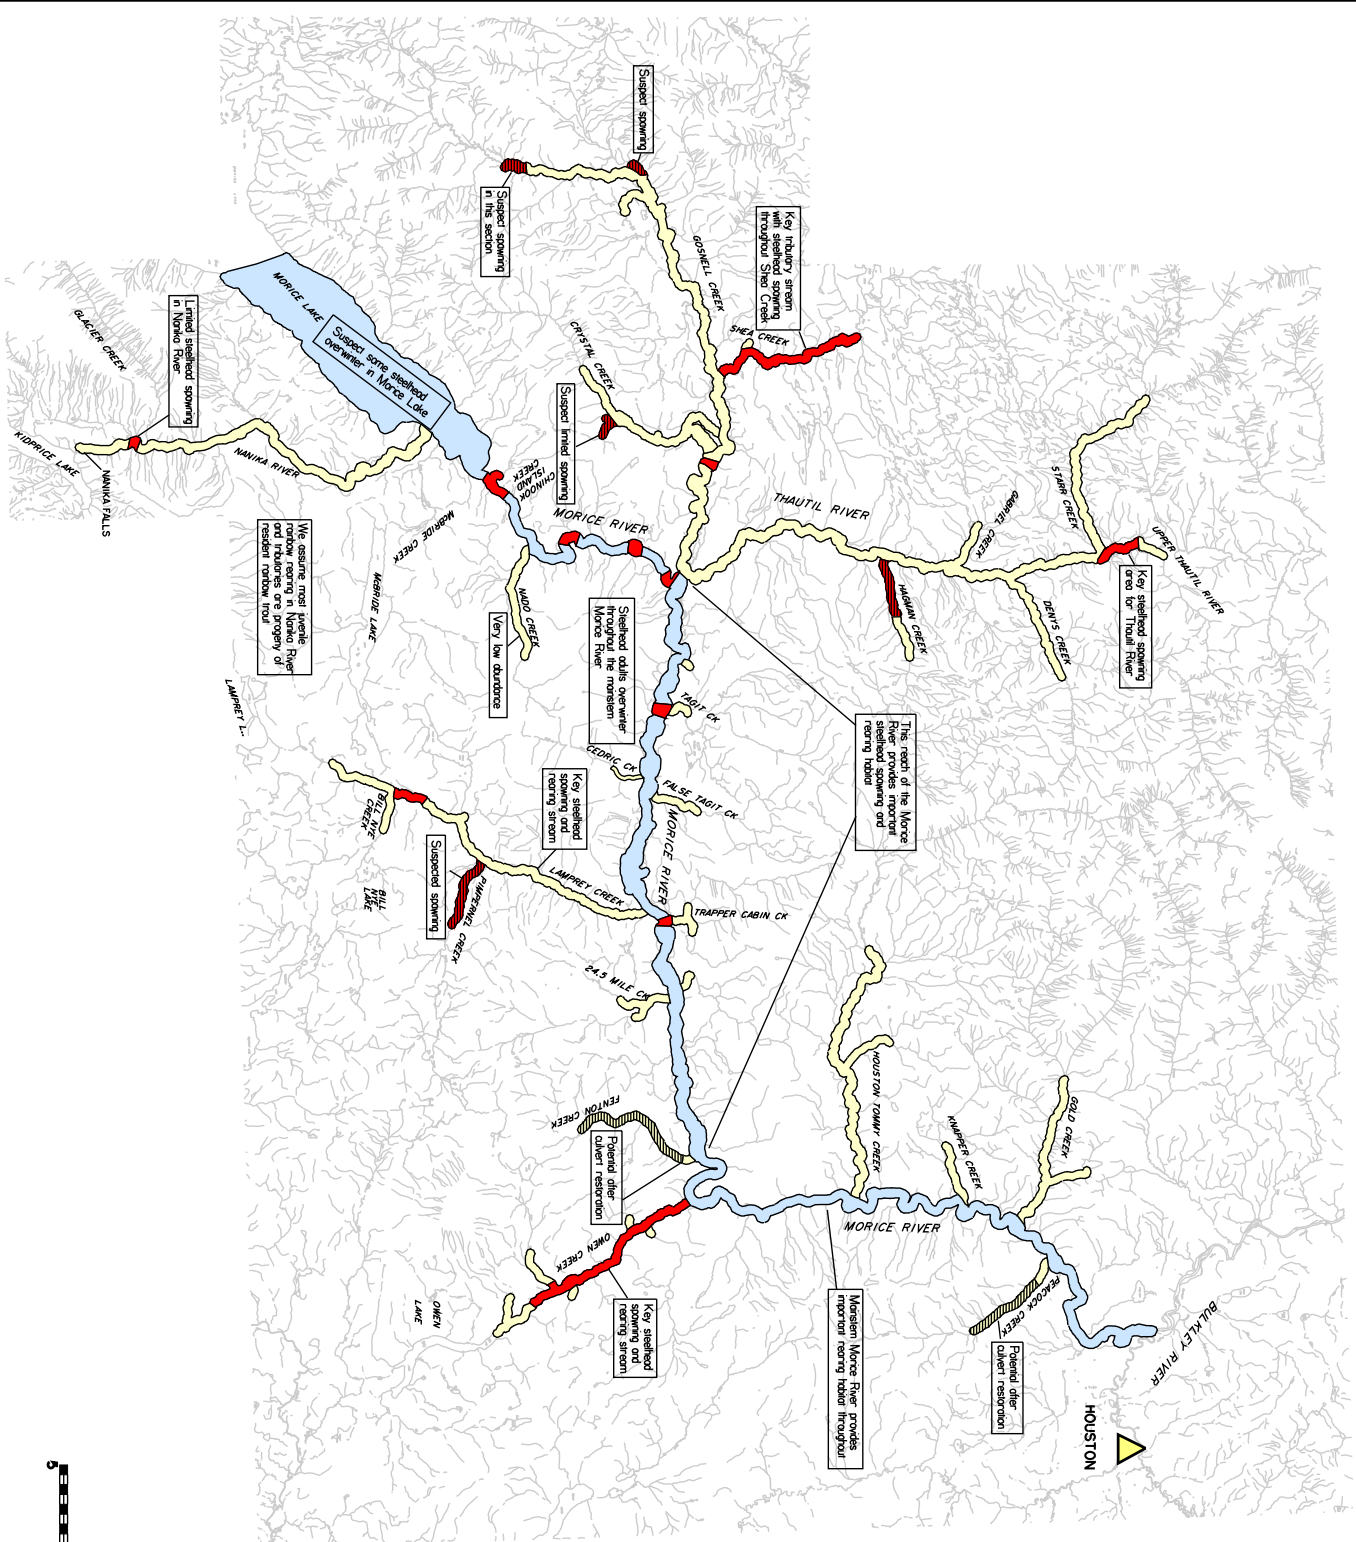 Suspect spawning
Suspect spawning
in this section
Key tributary stream
with steelhead spawning
throughout Shea Creek
GOSNELL CREEK
SHEA CREEK
MORICE LAKE
Suspect some steelhead
overwinter in Morice Lake
GLACIER CREEK
Limited steelhead spawning
in Nanika River
KIDPRICE LAKE
NANIKA FALLS
NANIKA RIVER
CRYSTAL CREEK
Suspect limited spawning
CHINOOK
ISLAND
CREEK
MORICE RIVER
McBRIDE CREEK
McBRIDE LAKE
We assume most juvenile
rainbow rearing in Nanika River
and tributaries are progeny of
resident rainbow trout
NADO CREEK
Very low abundance
THAUTIL RIVER
GABRIEL CREEK
STARR CREEK
UPPER THAUTIL RIVER
Key steelhead spawning
area for Thautil River
DENYS CREEK
HAGMAN CREEK
Steelhead adults overwinter
throughout the mainstem
Morice River
TAGIT CK
This reach of the Morice
River provides important
steelhead spawning and
rearing habitat
LAMPREY L..
CEDRIC CK
FALSE TAGIT CK
MORICE RIVER
Key steelhead
spawning and
rearing stream
BILL NYE
CREEK
Suspected spawning
BILL
NYE
LAKE
PIMPERNEL CREEK
LAMPREY CREEK
TRAPPER CABIN CK
24.5 MILE CK
FENTON CREEK
Potential after
culvert restoration
HOUSTON TOMMY CREEK
KNAPPER CREEK
GOLD CREEK
MORICE RIVER
OWEN CREEK
OWEN
LAKE
Key steelhead
spawning and
rearing stream
Mainstem Morice River provides
important rearing habitat throughout
PEACOCK CREEK
Potential after
culvert restoration
BULKLEY RIVER
HOUSTON
5